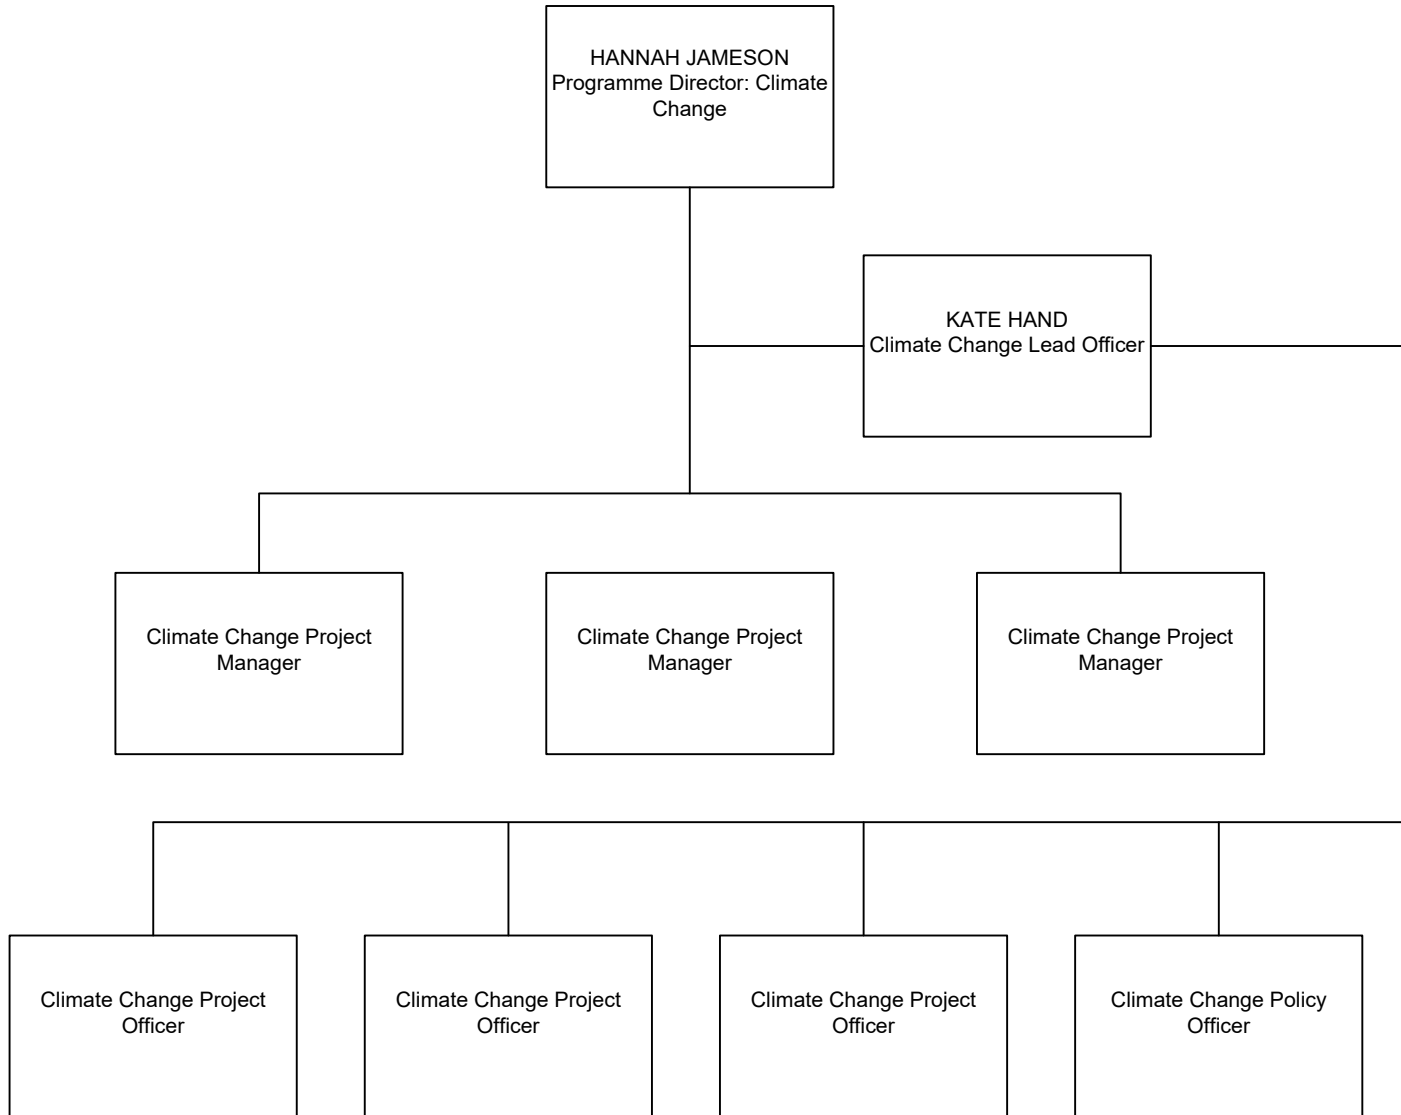 HANNAH JAMESON
Programme Director: Climate
Change
KATE HAND
Climate Change Lead Officer
Climate Change Project
Manager
Climate Change Project
Manager
Climate Change Project
Manager
Climate Change Project
Officer
Climate Change Project
Officer
Climate Change Project
Officer
Climate Change Policy
Officer